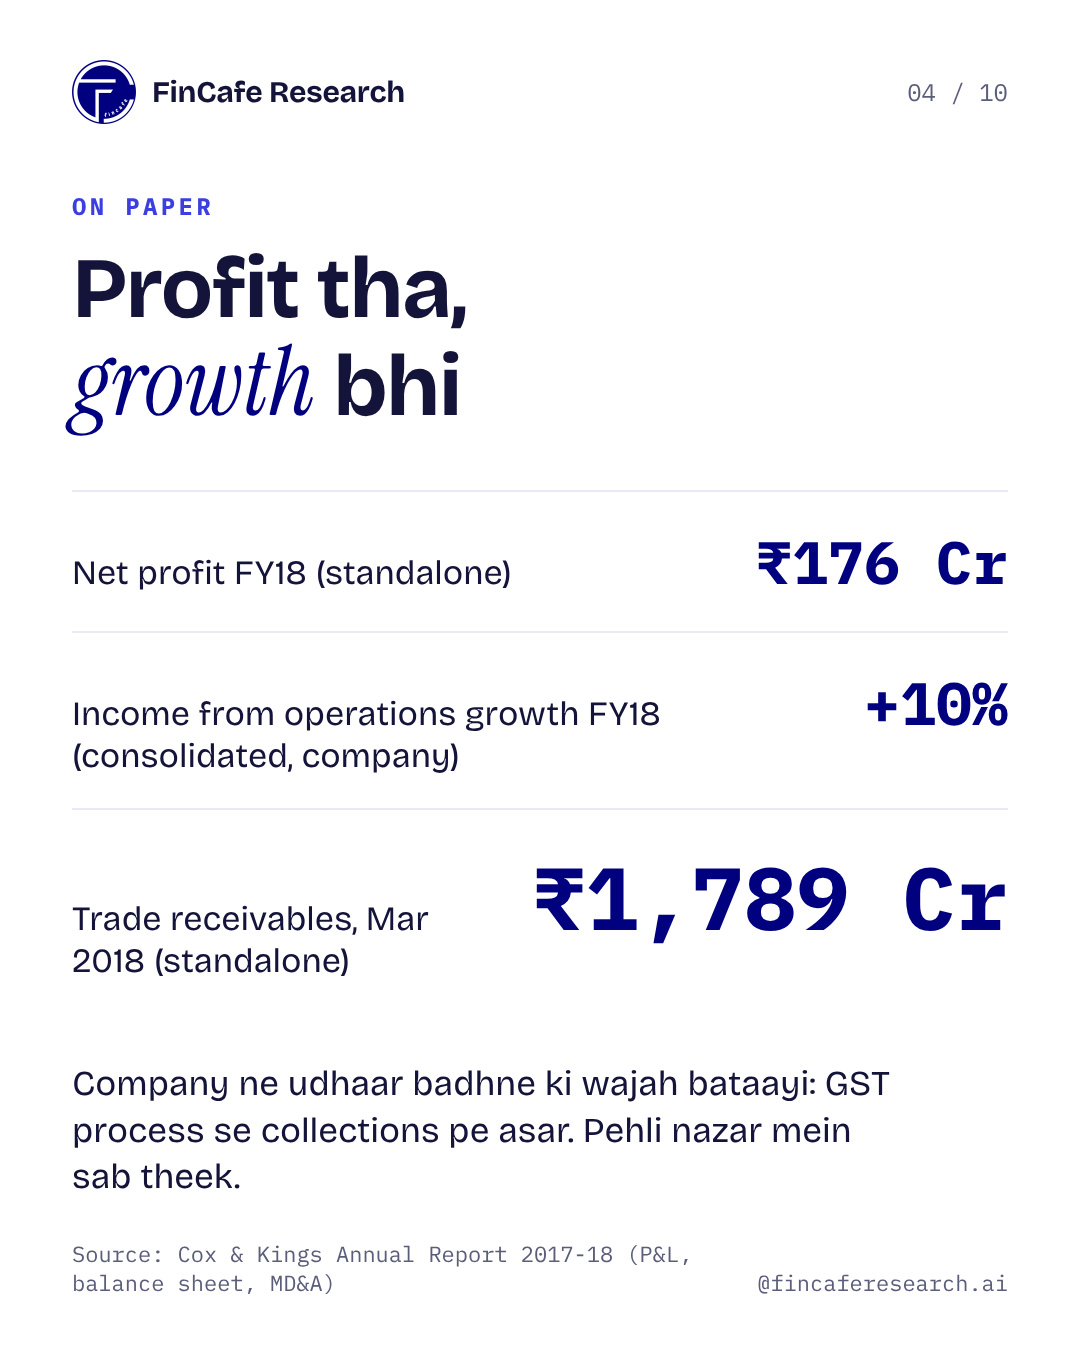 FinCafe Research
04 / 10
ON PAPER
Profit tha,
growth bhi
Net profit FY18 (standalone)
₹176 Cr
Income from operations growth FY18
(consolidated, company)
+10%
Trade receivables, Mar
2018 (standalone)
₹1,789 Cr
Company ne udhaar badhne ki wajah bataayi: GST
process se collections pe asar. Pehli nazar mein
sab theek.
Source: Cox & Kings Annual Report 2017-18 (P&L,
balance sheet, MD&A)
@fincaferesearch.ai